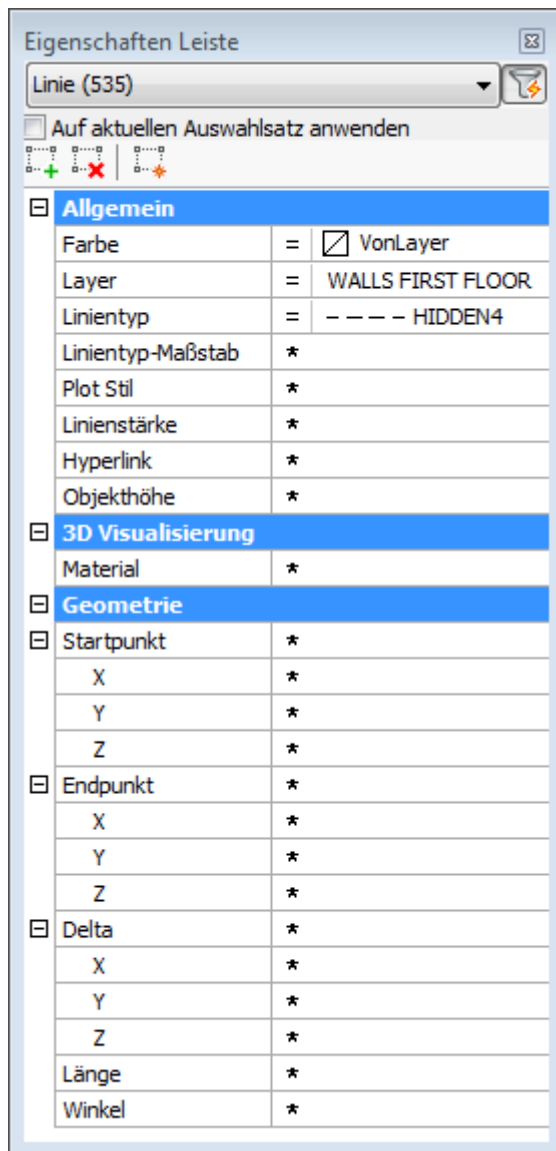 Eigenschaften Leiste
Linie (535)
Auf aktuellen Auswahlsatz anwenden
Allgemein
Farbe = VonLayer
Layer = WALLS FIRST FLOOR
Linientyp = – – – – HIDDEN4
Linientyp-Maßstab *
Plot Stil *
Linienstärke *
Hyperlink *
Objekthöhe *
3D Visualisierung
Material *
Geometrie
Startpunkt *
X *
Y *
Z *
Endpunkt *
X *
Y *
Z *
Delta *
X *
Y *
Z *
Länge *
Winkel *